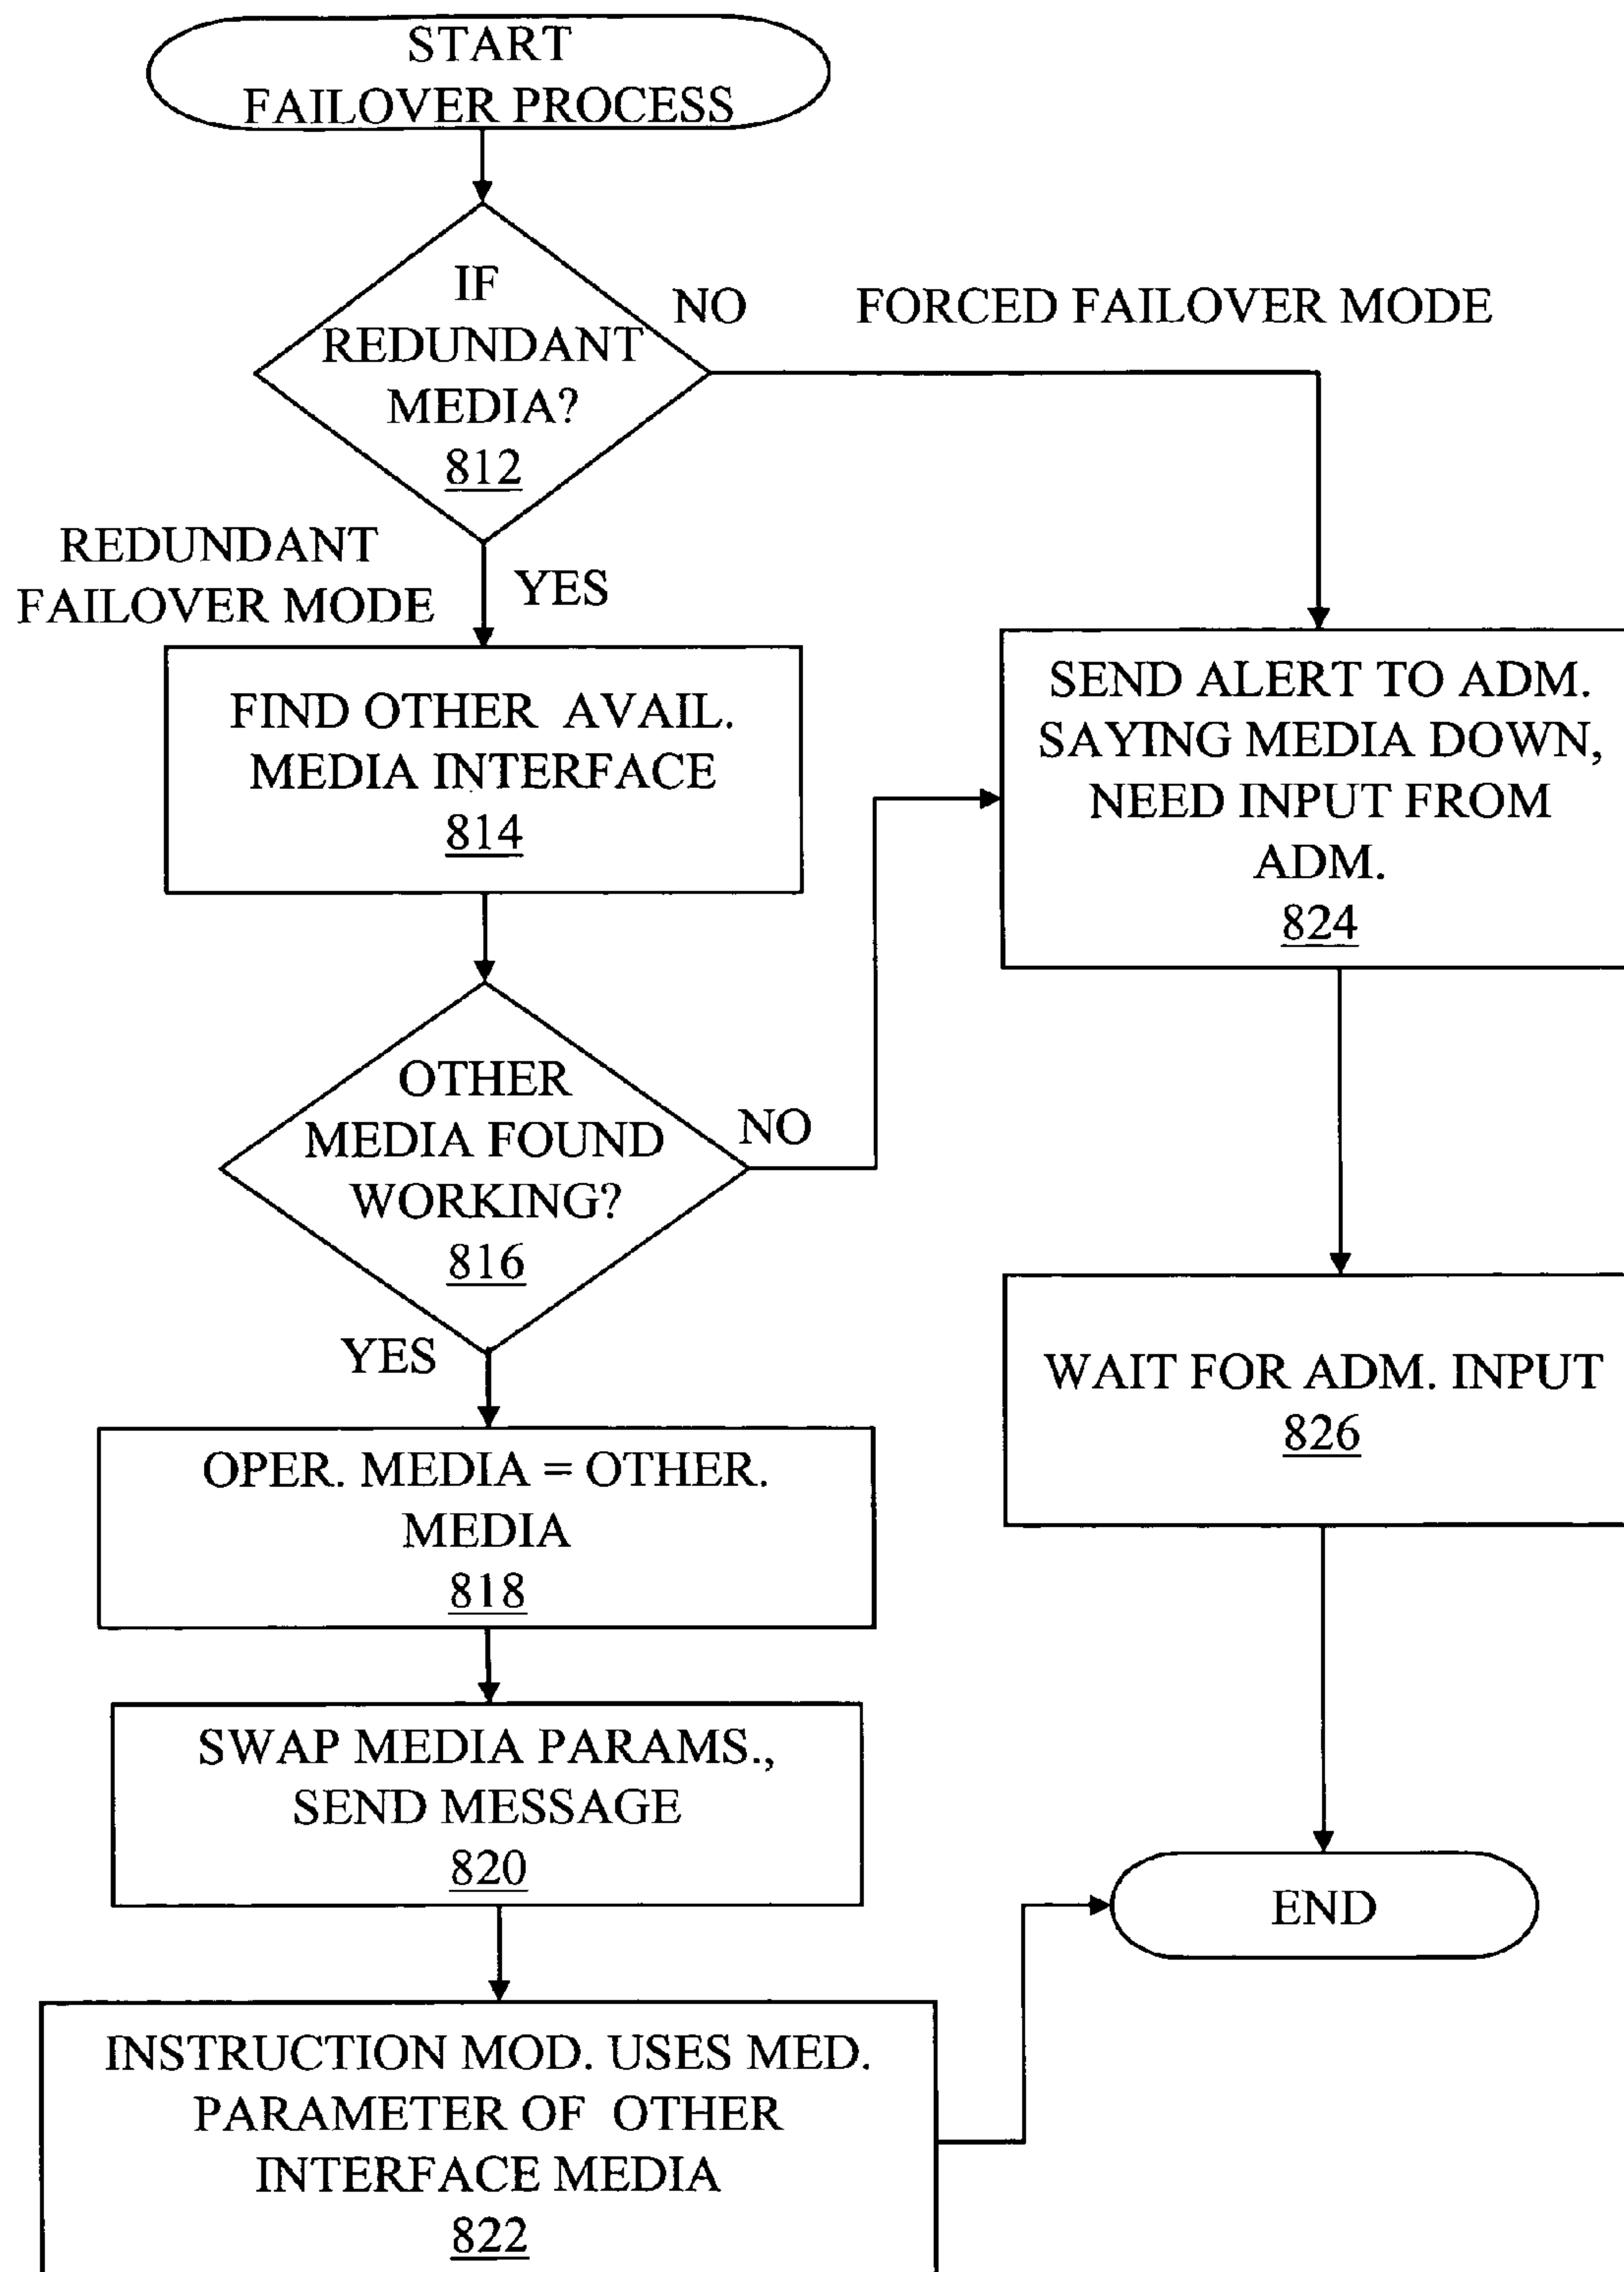 START
FAILOVER PROCESS
IF
REDUNDANT
MEDIA?
812
NO
FORCED FAILOVER MODE
REDUNDANT
FAILOVER MODE
YES
FIND OTHER AVAIL.
MEDIA INTERFACE
814
SEND ALERT TO ADM.
SAYING MEDIA DOWN,
NEED INPUT FROM
ADM.
824
OTHER
MEDIA FOUND
WORKING?
816
NO
YES
WAIT FOR ADM. INPUT
826
OPER. MEDIA = OTHER.
MEDIA
818
SWAP MEDIA PARAMS.,
SEND MESSAGE
820
END
INSTRUCTION MOD. USES MED.
PARAMETER OF OTHER
INTERFACE MEDIA
822